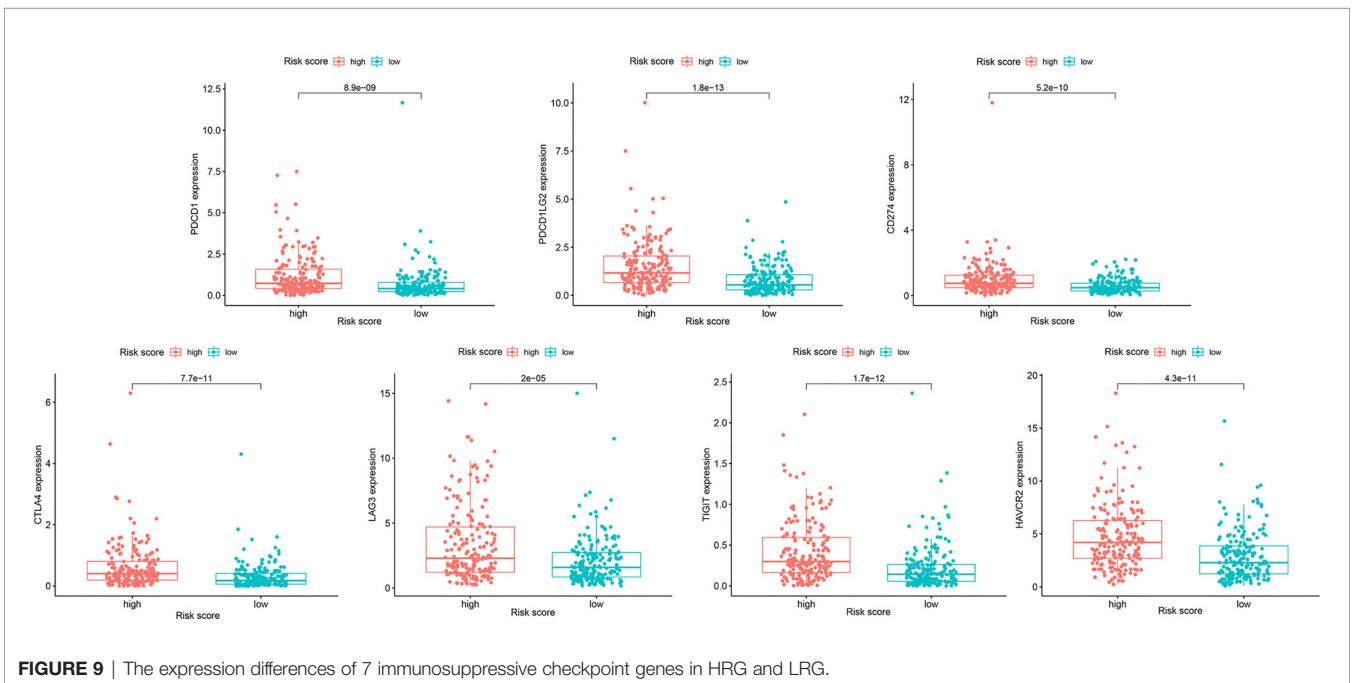 Risk score high low
8.9e−09
12.5
10.0
7.5
5.0
2.5
0.0
PDCD1 expression
high low
Risk score
Risk score high low
1.8e−13
10.0
7.5
5.0
2.5
0.0
PDCD1LG2 expression
high low
Risk score
Risk score high low
5.2e−10
12
8
4
0
CD274 expression
high low
Risk score
Risk score high low
7.7e−11
6
4
2
0
CTLA4 expression
high low
Risk score
Risk score high low
2e−05
15
10
5
0
LAG3 expression
high low
Risk score
Risk score high low
1.7e−12
2.5
2.0
1.5
1.0
0.5
0.0
TIGIT expression
high low
Risk score
Risk score high low
4.3e−11
20
15
10
5
0
HAVCR2 expression
high low
Risk score
FIGURE 9 | The expression differences of 7 immunosuppressive checkpoint genes in HRG and LRG.